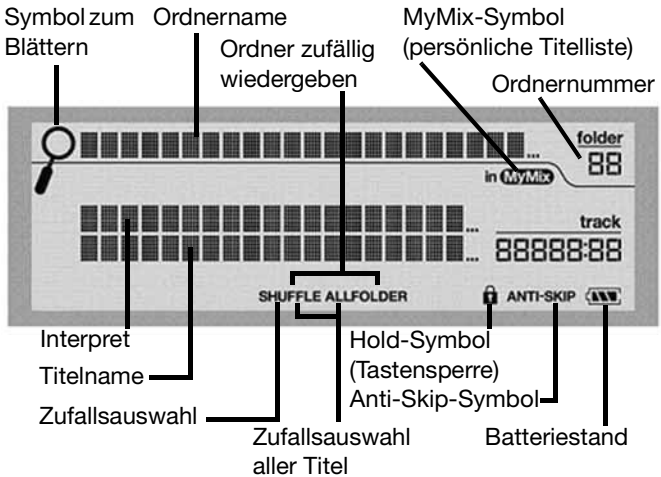 Symbol zum
Blättern
Ordnername
Ordner zufällig
wiedergeben
MyMix-Symbol
(persönliche Titelliste)
Ordnernummer
folder
88
in MyMix
...
track
...
... 88888:88
SHUFFLE ALLFOLDER
ANTI-SKIP
Interpret
Titelname
Zufallsauswahl
Zufallsauswahl
aller Titel
Hold-Symbol
(Tastensperre)
Anti-Skip-Symbol
Batteriestand